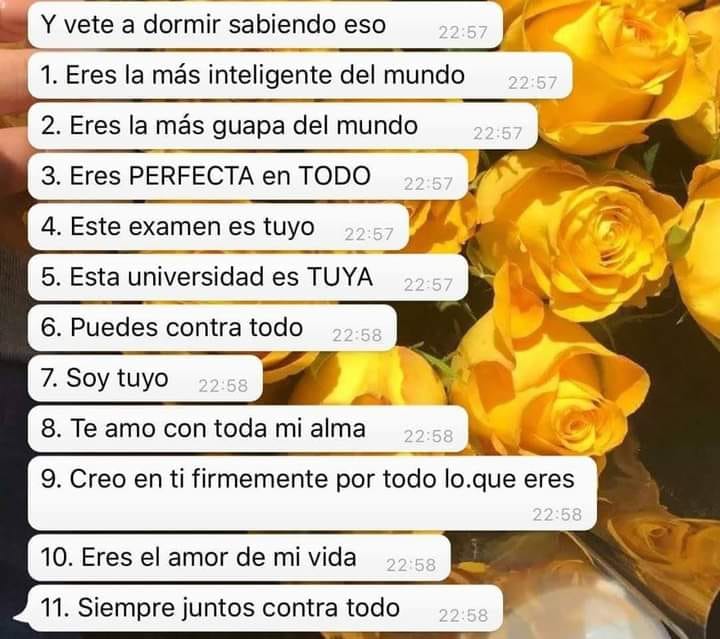 Y vete a dormir sabiendo eso 22:57
1. Eres la más inteligente del mundo 22:57
2. Eres la más guapa del mundo 22:57
3. Eres PERFECTA en TODO 22:57
4. Este examen es tuyo 22:57
5. Esta universidad es TUYA 22:57
6. Puedes contra todo 22:58
7. Soy tuyo 22:58
8. Te amo con toda mi alma 22:58
9. Creo en ti firmemente por todo lo.que eres
22:58
10. Eres el amor de mi vida 22:58
11. Siempre juntos contra todo 22:58